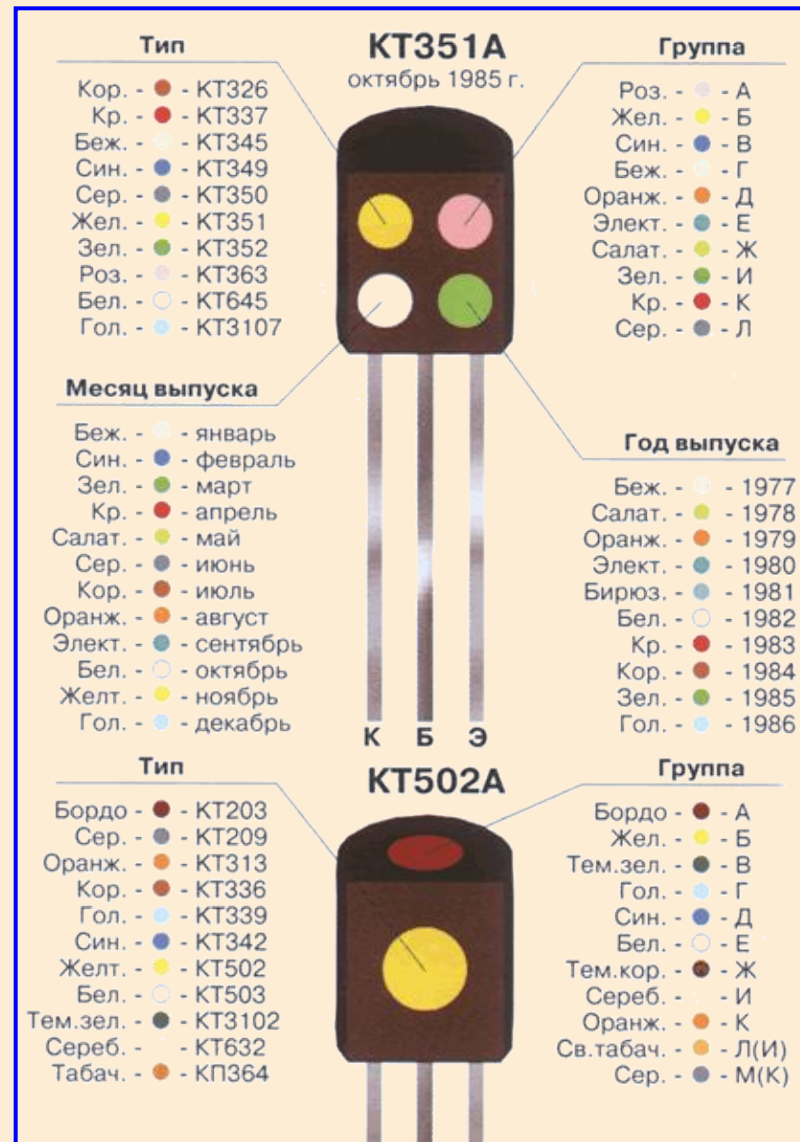 Тип
Кор. - - КТ326
Кр. - - КТ337
Беж. - - КТ345
Син. - - КТ349
Сер. - - КТ350
Жел. - - КТ351
Зел. - - КТ352
Роз. - - КТ363
Бел. - - КТ645
Гол. - - КТ3107
КТ351А
октябрь 1985 г.
Группа
Роз. - - А
Жел. - - Б
Син. - - В
Беж. - - Г
Оранж. - - Д
Элект. - - Е
Салат. - - Ж
Зел. - - И
Кр. - - К
Сер. - - Л
Месяц выпуска
Беж. - - январь
Син. - - февраль
Зел. - - март
Кр. - - апрель
Салат. - - май
Сер. - - июнь
Кор. - - июль
Оранж. - - август
Элект. - - сентябрь
Бел. - - октябрь
Желт. - - ноябрь
Гол. - - декабрь
Год выпуска
Беж. - - 1977
Салат. - - 1978
Оранж. - - 1979
Элект. - - 1980
Бирюз. - - 1981
Бел. - - 1982
Кр. - - 1983
Кор. - - 1984
Зел. - - 1985
Гол. - - 1986
К Б Э
Тип
Бордо - - КТ203
Сер. - - КТ209
Оранж. - - КТ313
Кор. - - КТ336
Гол. - - КТ339
Син. - - КТ342
Желт. - - КТ502
Бел. - - КТ503
Тем.зел. - - КТ3102
Сереб. - - КТ632
Табач. - - КП364
КТ502А
Группа
Бордо - - А
Жел. - - Б
Тем.зел. - - В
Гол. - - Г
Син. - - Д
Бел. - - Е
Тем.кор. - - Ж
Сереб. - - И
Оранж. - - К
Св.табач. - - Л(И)
Сер. - - М(К)